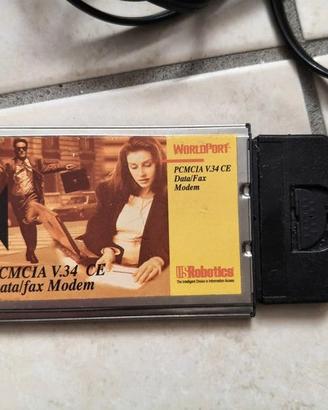 WORLDPORT
PCMCIA V.34 CE
Data/Fax
Modem
PCMCIA V.34 CE
Data/fax Modem
USRobotics
The Intelligent Choice in Information Access